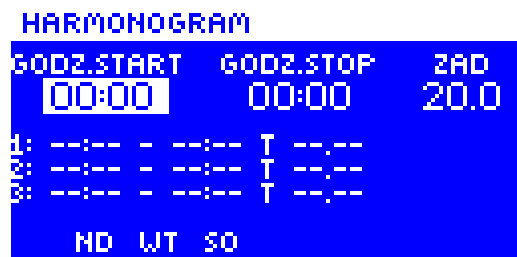 HARMONOGRAM
GODZ.START GODZ.STOP ZAD
00:00 00:00 20.0
1: --:-- - --:-- T --.--
2: --:-- - --:-- T --.--
3: --:-- - --:-- T --.--
ND WT SO